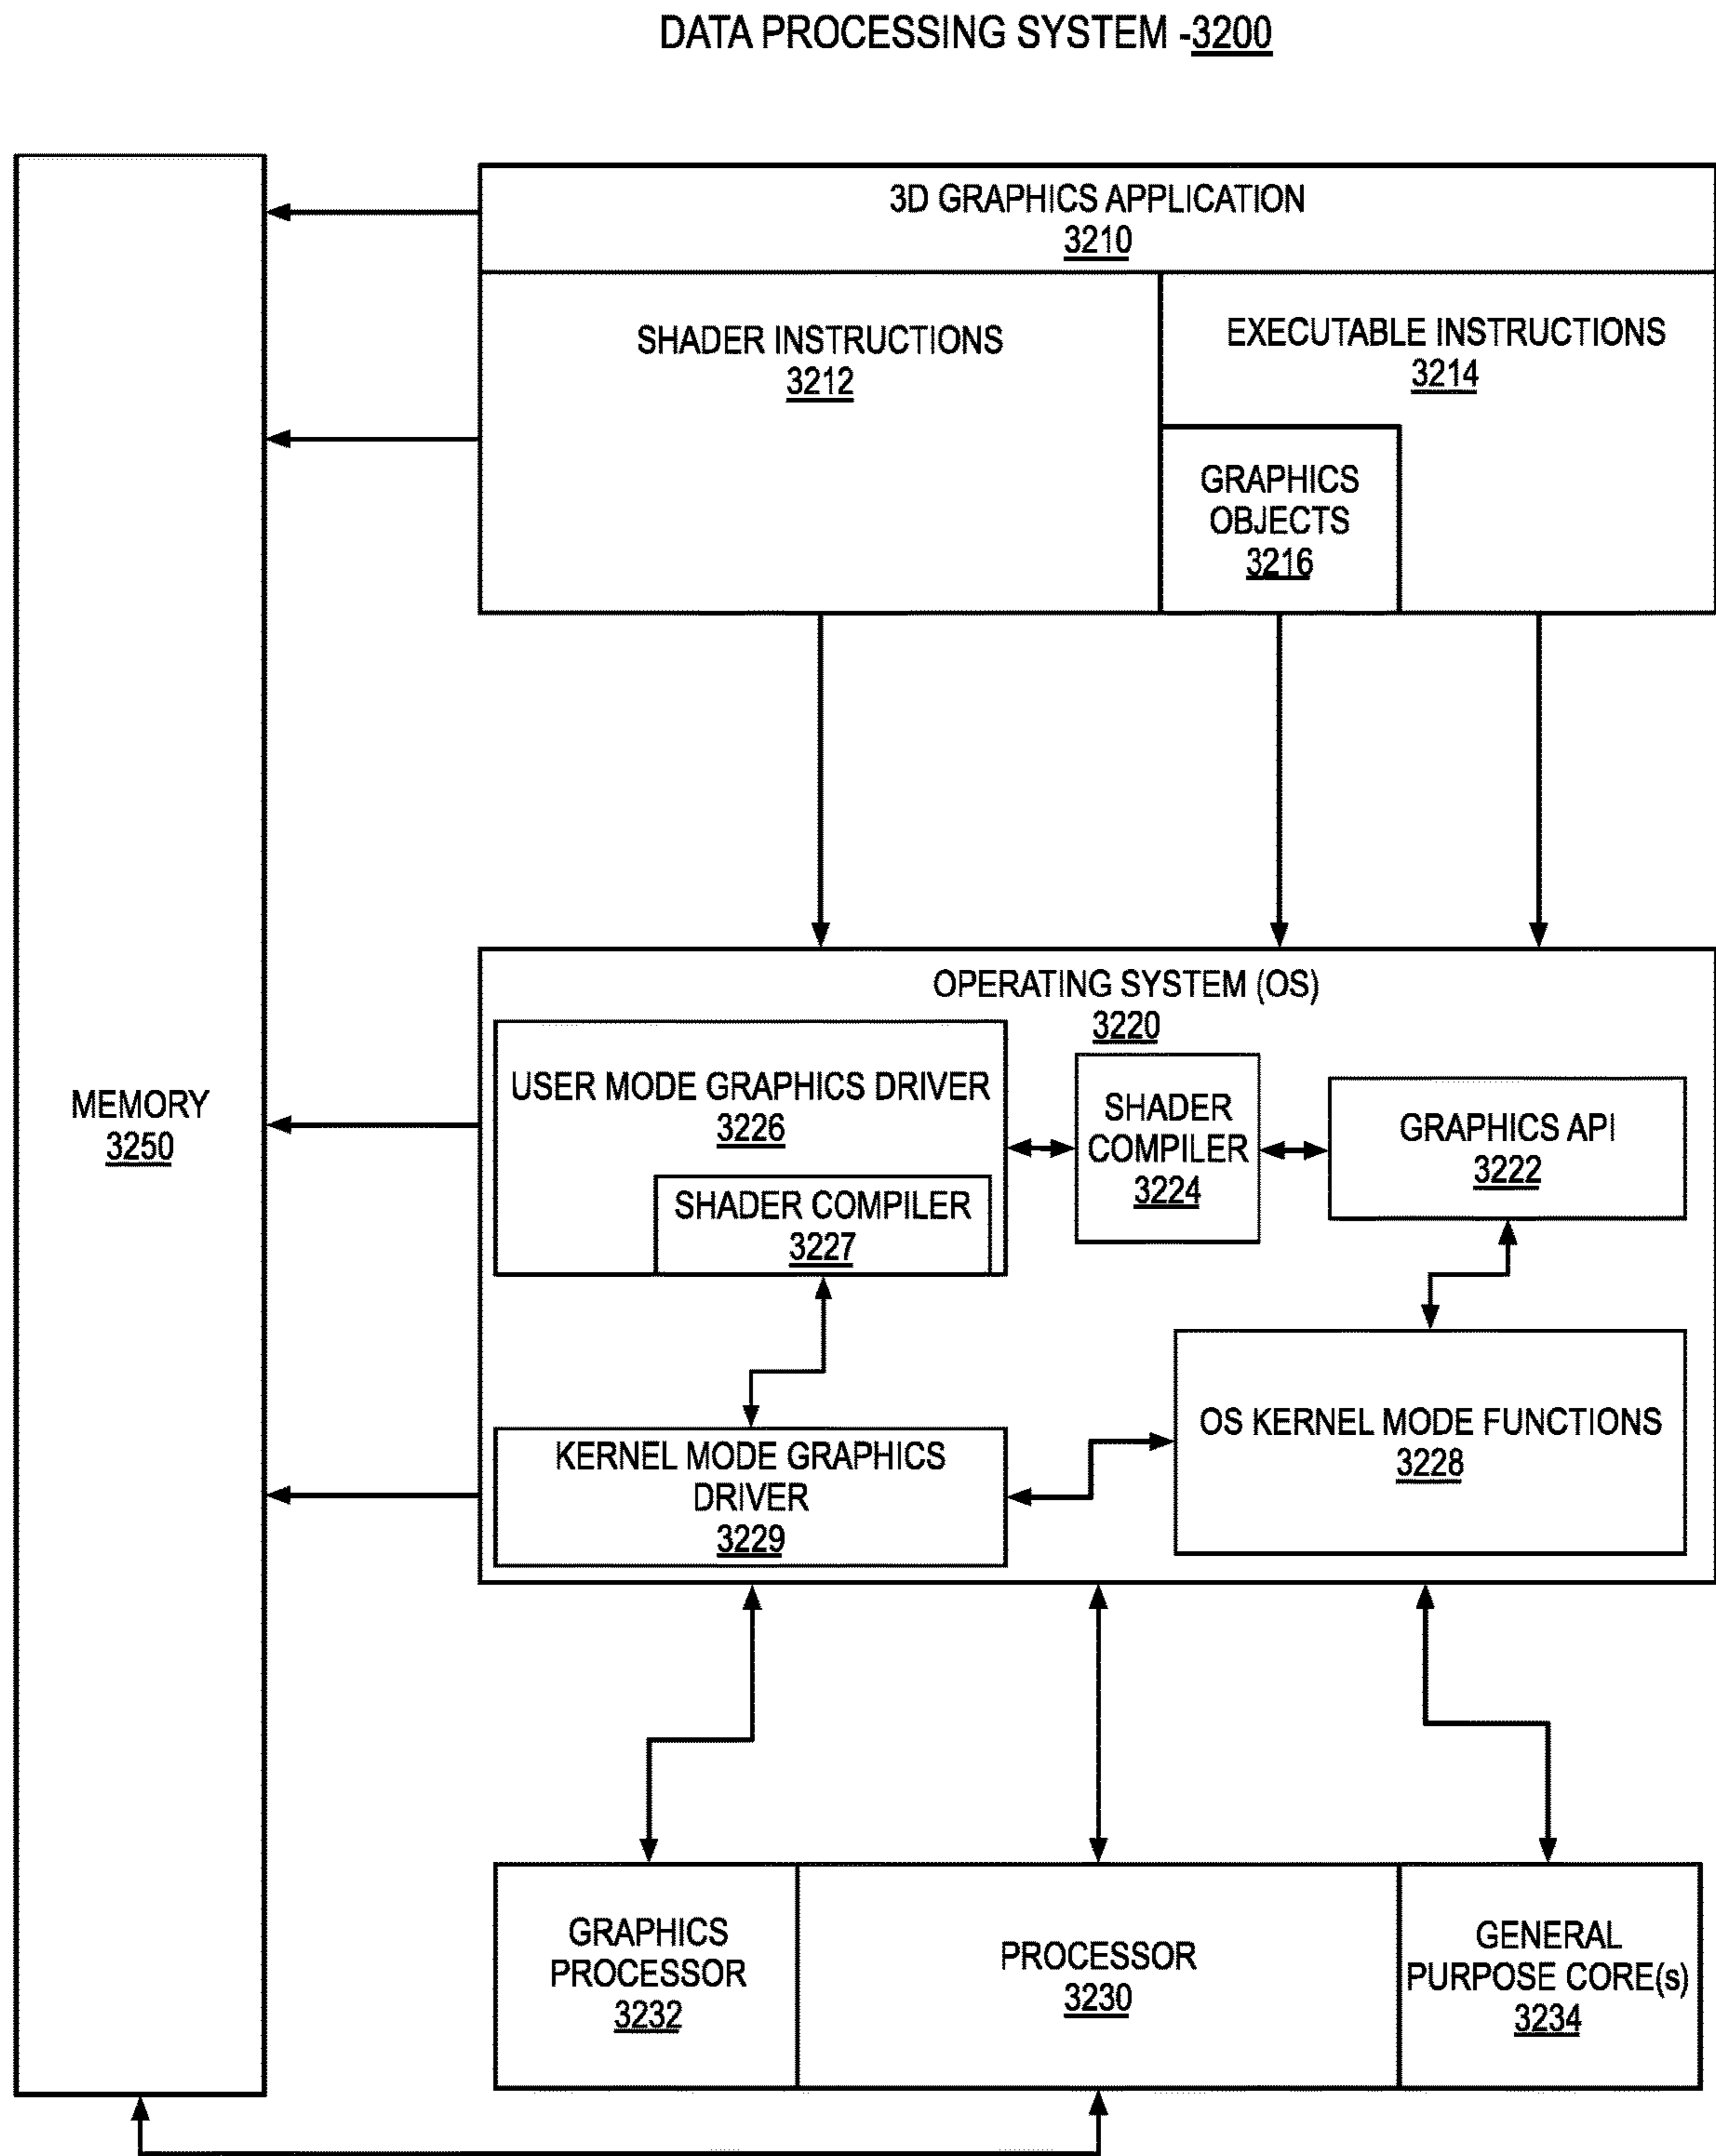 DATA PROCESSING SYSTEM -3200
3D GRAPHICS APPLICATION
3210
SHADER INSTRUCTIONS
3212
EXECUTABLE INSTRUCTIONS
3214
GRAPHICS
OBJECTS
3216
MEMORY
3250
OPERATING SYSTEM (OS)
3220
USER MODE GRAPHICS DRIVER
3226
SHADER COMPILER
3227
SHADER
COMPILER
3224
GRAPHICS API
3222
KERNEL MODE GRAPHICS
DRIVER
3229
OS KERNEL MODE FUNCTIONS
3228
GRAPHICS
PROCESSOR
3232
PROCESSOR
3230
GENERAL
PURPOSE CORE(s)
3234